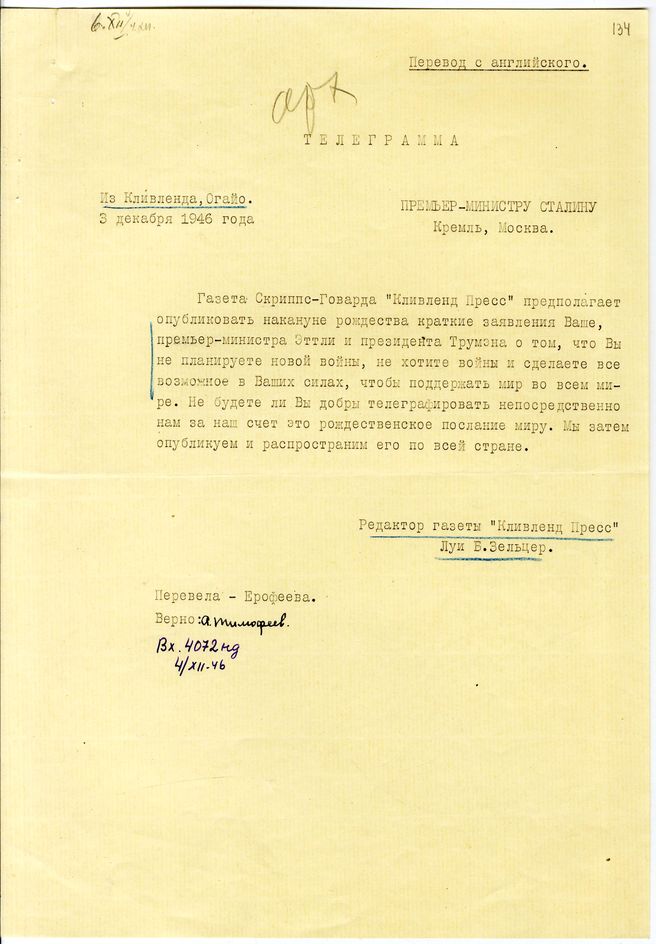 6.XII
134
Перевод с английского.
арх
ТЕЛЕГРАММА
Из Кливленда, Огайо.
3 декабря 1946 года
ПРЕМЬЕР-МИНИСТРУ СТАЛИНУ
Кремль, Москва.
Газета Скриппс-Говарда "Кливленд Пресс" предполагает
опубликовать накануне рождества краткие заявления Ваше,
премьер-министра Эттли и президента Трумэна о том, что Вы
не планируете новой войны, не хотите войны и сделаете все
возможное в Ваших силах, чтобы поддержать мир во всем ми-
ре. Не будете ли Вы добры телеграфировать непосредственно
нам за наш счет это рождественское послание миру. Мы затем
опубликуем и распространим его по всей стране.
Редактор газеты "Кливленд Пресс"
Луи Б.Зельцер.
Перевела - Ерофеева.
Верно: А.Тимофеев.
Вх. 4072нд
4/XII-46